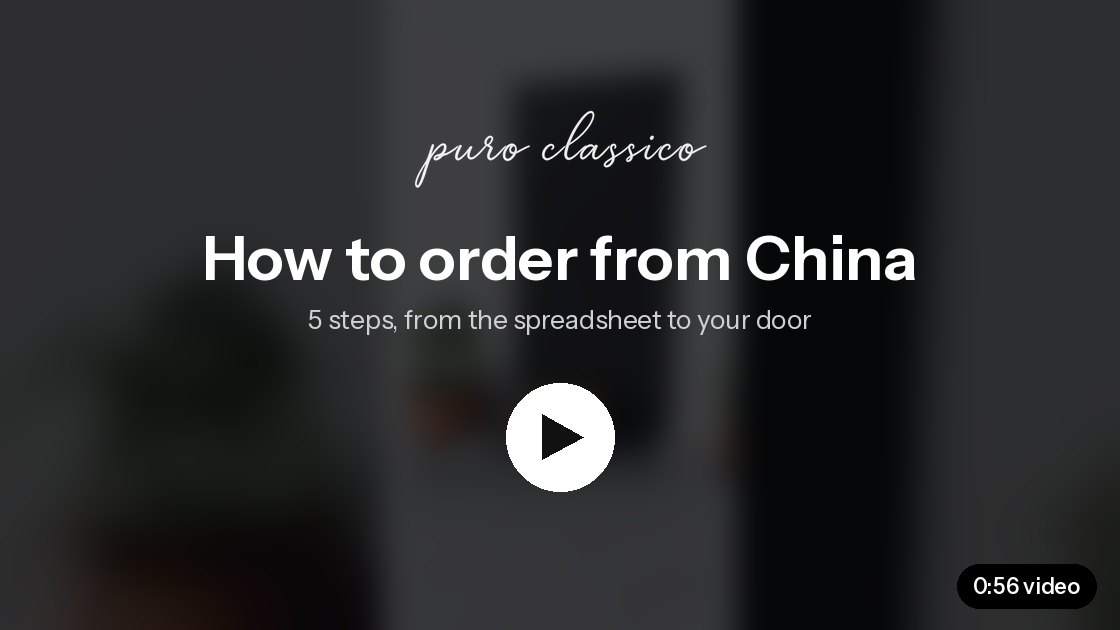 puro classico
How to order from China
5 steps, from the spreadsheet to your door
0:56 video